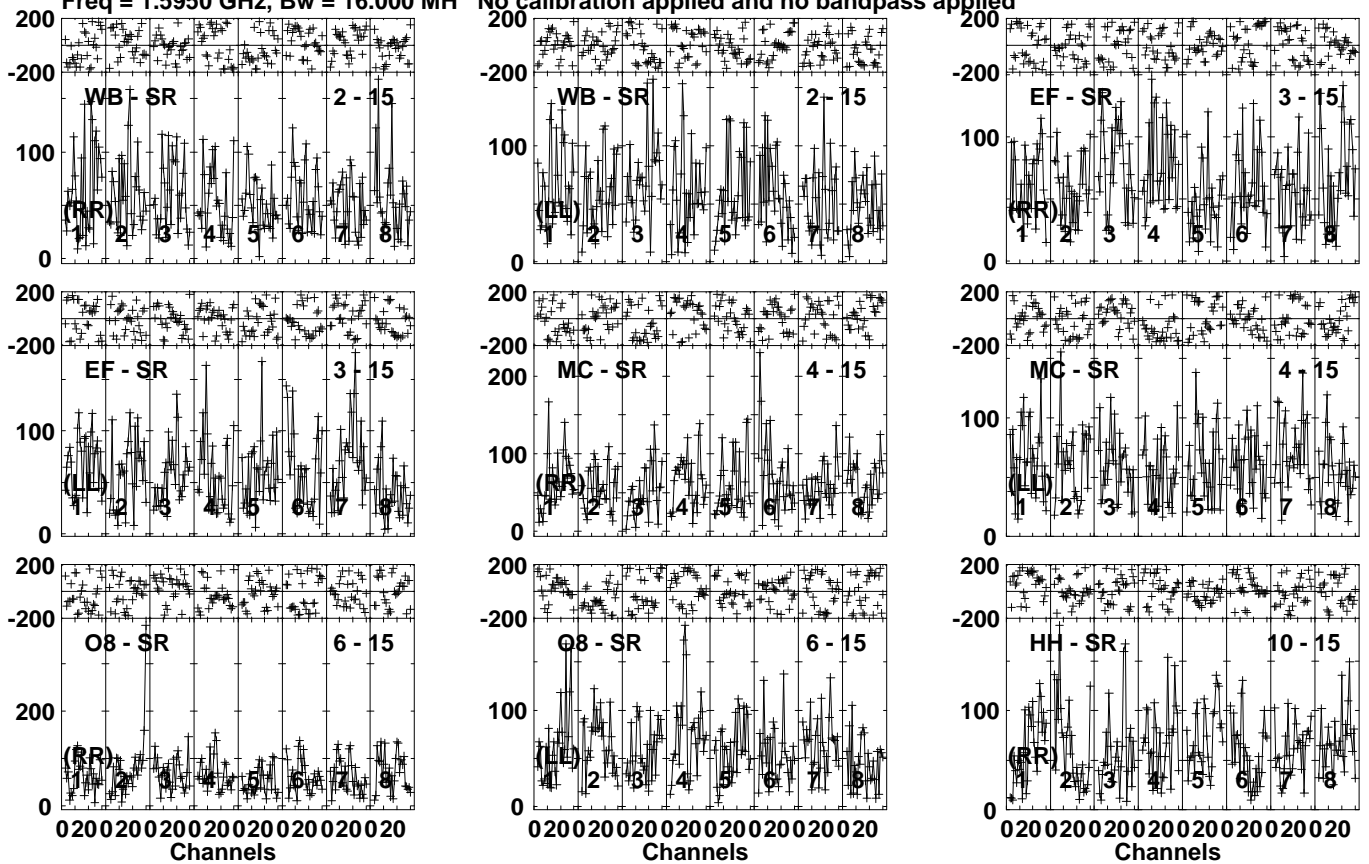 Freq = 1.5950 GHz, Bw = 16.000 MH No calibration applied and no bandpass applied
200
-200
100
0
WB - SR 2 - 15
(RR)
1 2 3 4 5 6 7 8
200
-200
100
0
WB - SR 2 - 15
(LL)
1 2 3 4 5 6 7 8
200
-200
100
0
EF - SR 3 - 15
(RR)
1 2 3 4 5 6 7 8
200
-200
100
0
EF - SR 3 - 15
(LL)
1 2 3 4 5 6 7 8
200
-200
200
100
0
MC - SR 4 - 15
(RR)
1 2 3 4 5 6 7 8
200
-200
100
0
MC - SR 4 - 15
(LL)
1 2 3 4 5 6 7 8
200
-200
200
0
O8 - SR 6 - 15
(RR)
1 2 3 4 5 6 7 8
200
-200
100
0
O8 - SR 6 - 15
(LL)
1 2 3 4 5 6 7 8
200
-200
100
0
HH - SR 10 - 15
(RR)
1 2 3 4 5 6 7 8
0 20 0 20 0 20 0 20 0 20 0 20 0 20 0 20
Channels
0 20 0 20 0 20 0 20 0 20 0 20 0 20 0 20
Channels
0 20 0 20 0 20 0 20 0 20 0 20 0 20 0 20
Channels